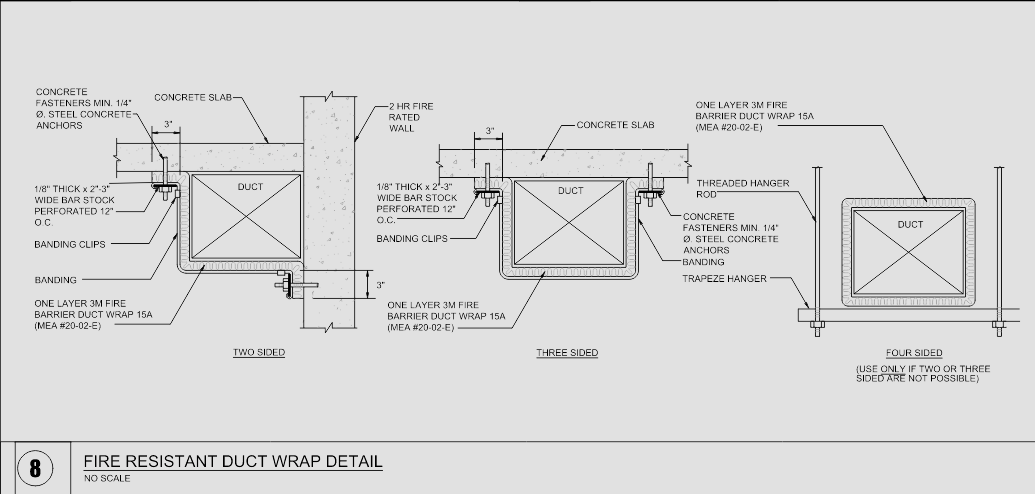 CONCRETE
FASTENERS MIN. 1/4"
Ø. STEEL CONCRETE
ANCHORS
CONCRETE SLAB
3"
2 HR FIRE
RATED
WALL
DUCT
1/8" THICK x 2"-3"
WIDE BAR STOCK
PERFORATED 12"
O.C.
BANDING CLIPS
BANDING
3"
ONE LAYER 3M FIRE
BARRIER DUCT WRAP 15A
(MEA #20-02-E)
TWO SIDED
3"
CONCRETE SLAB
DUCT
1/8" THICK x 2"-3"
WIDE BAR STOCK
PERFORATED 12"
O.C.
BANDING CLIPS
CONCRETE
FASTENERS MIN. 1/4"
Ø. STEEL CONCRETE
ANCHORS
BANDING
ONE LAYER 3M FIRE
BARRIER DUCT WRAP 15A
(MEA #20-02-E)
THREE SIDED
ONE LAYER 3M FIRE
BARRIER DUCT WRAP 15A
(MEA #20-02-E)
THREADED HANGER
ROD
DUCT
TRAPEZE HANGER
FOUR SIDED
(USE ONLY IF TWO OR THREE
SIDED ARE NOT POSSIBLE)
8
FIRE RESISTANT DUCT WRAP DETAIL
NO SCALE